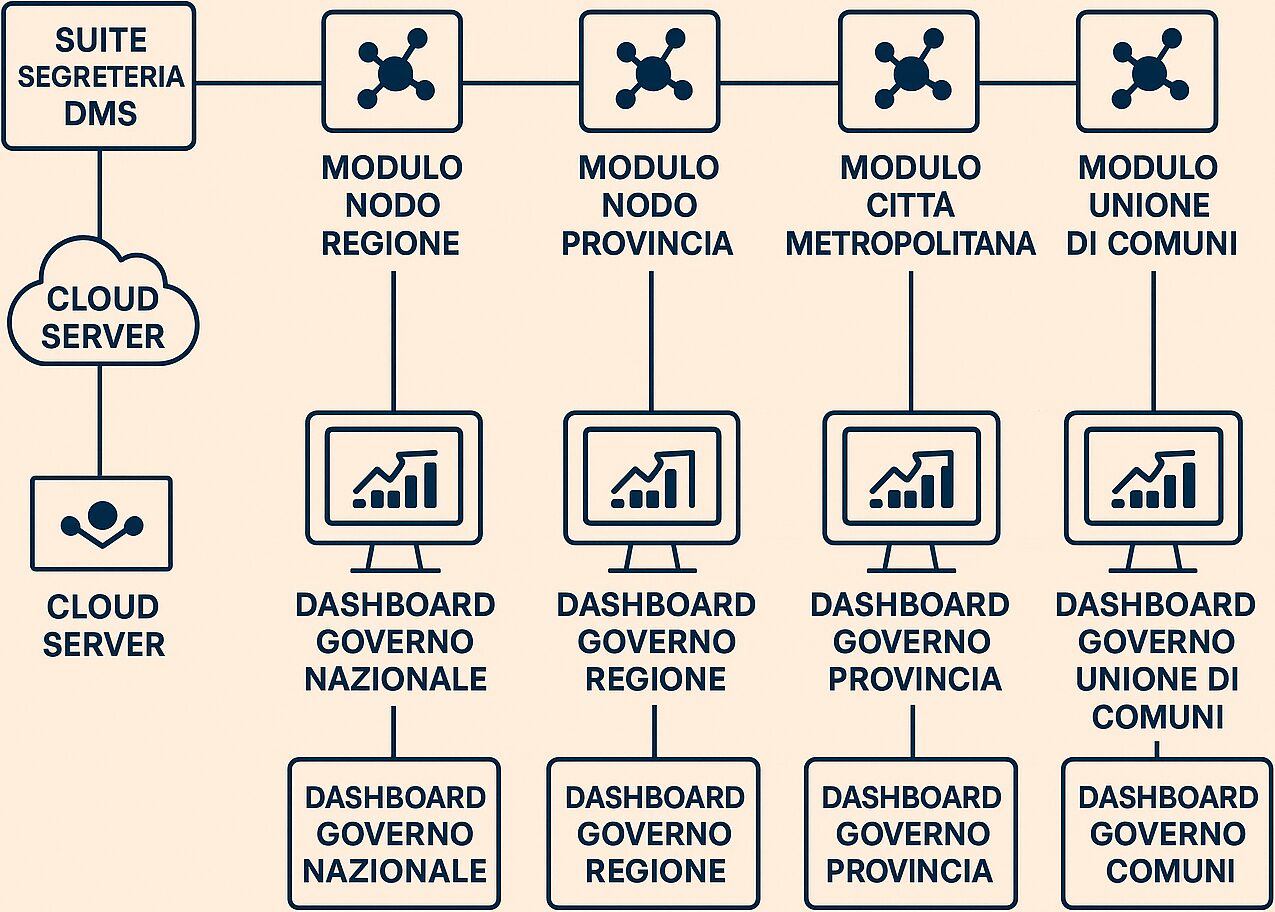 SUITE
SEGRETERIA
DMS
MODULO
NODO
REGIONE
MODULO
NODO
PROVINCIA
MODULO
CITTÀ
METROPOLITANA
MODULO
UNIONE
DI COMUNI
CLOUD
SERVER
CLOUD
SERVER
DASHBOARD
GOVERNO
NAZIONALE
DASHBOARD
GOVERNO
REGIONE
DASHBOARD
GOVERNO
PROVINCIA
DASHBOARD
GOVERNO
UNIONE DI
COMUNI
DASHBOARD
GOVERNO
NAZIONALE
DASHBOARD
GOVERNO
REGIONE
DASHBOARD
GOVERNO
PROVINCIA
DASHBOARD
GOVERNO
COMUNI